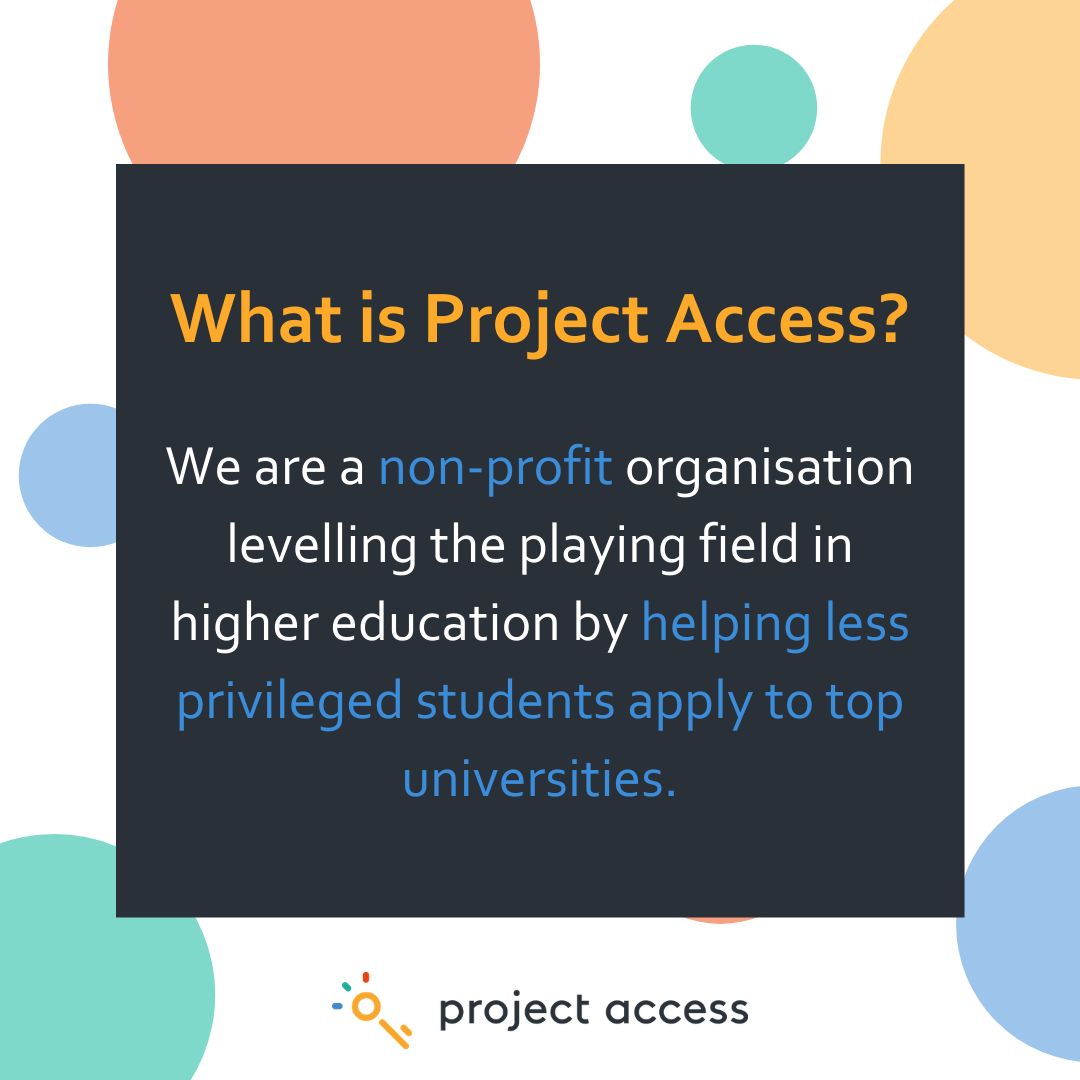 What is Project Access?
We are a non-profit organisation
levelling the playing field in
higher education by helping less
privileged students apply to top
universities.
project access